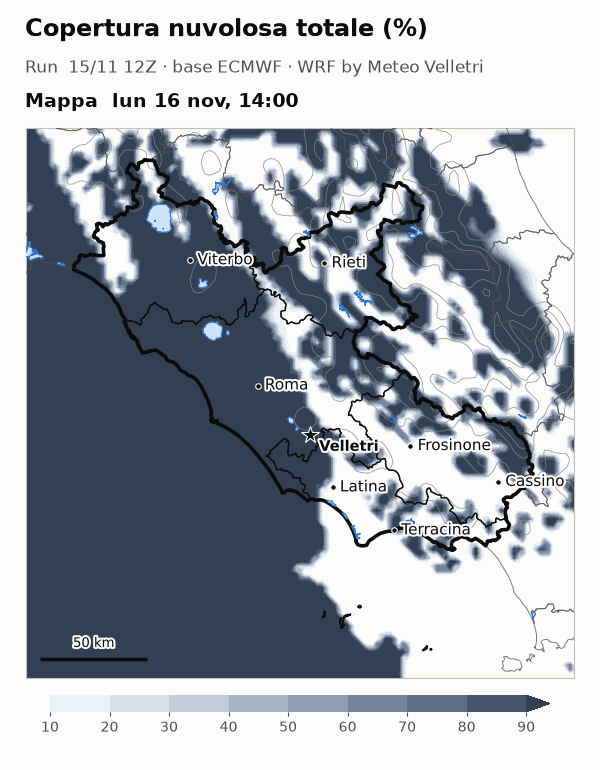 Copertura nuvolosa totale (%)
Run  15/11 12Z · base ECMWF · WRF by Meteo Velletri
Mappa  lun 16 nov, 14:00
Viterbo
Rieti
Roma
Velletri
Frosinone
Cassino
Latina
Terracina
50 km
10 20 30 40 50 60 70 80 90